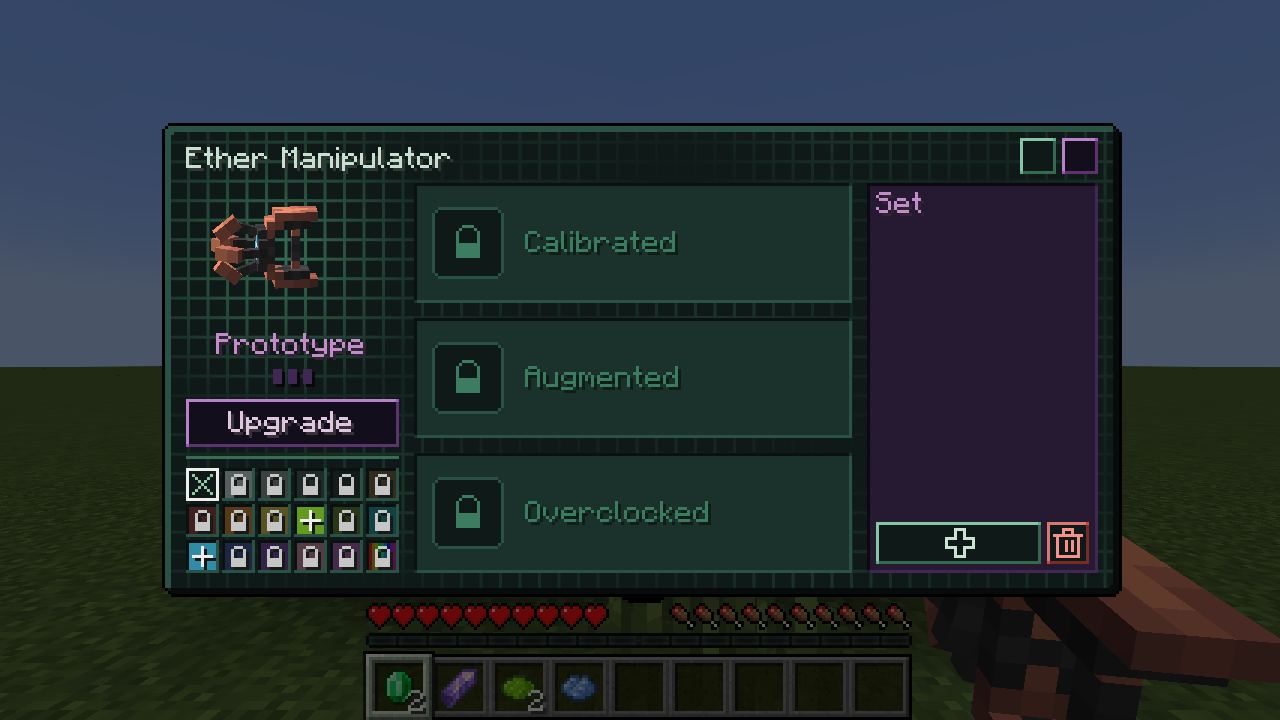 Ether Manipulator
Prototype
Upgrade
Calibrated
Augmented
Overclocked
Set
2
2